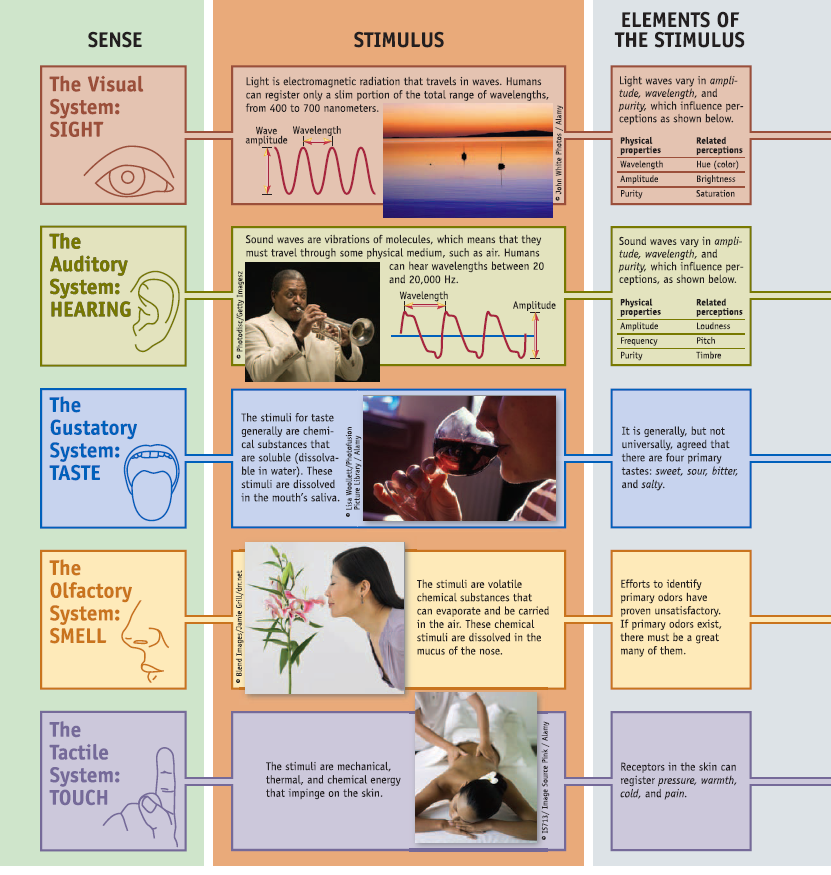 SENSE
STIMULUS
ELEMENTS OF
THE STIMULUS
The Visual
System:
SIGHT
Light is electromagnetic radiation that travels in waves. Humans
can register only a slim portion of the total range of wavelengths,
from 400 to 700 nanometers.
Wave
amplitude
Wavelength
© John White Photos / Alamy
Light waves vary in ampli-
tude, wavelength, and
purity, which influence per-
ceptions as shown below.
Physical properties Related perceptions
Wavelength Hue (color)
Amplitude Brightness
Purity Saturation
The
Auditory
System:
HEARING
Sound waves are vibrations of molecules, which means that they
must travel through some physical medium, such as air. Humans
can hear wavelengths between 20
and 20,000 Hz.
© Photodisc/Getty Imagesz
Wavelength
Amplitude
Sound waves vary in ampli-
tude, wavelength, and
purity, which influence per-
ceptions, as shown below.
Physical properties Related perceptions
Amplitude Loudness
Frequency Pitch
Purity Timbre
The
Gustatory
System:
TASTE
The stimuli for taste
generally are chemi-
cal substances that
are soluble (dissolva-
ble in water). These
stimuli are dissolved
in the mouth's saliva.
© Lisa Woollett/Photofusion
Picture Library / Alamy
It is generally, but not
universally, agreed that
there are four primary
tastes: sweet, sour, bitter,
and salty.
The
Olfactory
System:
SMELL
© Blend Images/Jamie Grill/drr.net
The stimuli are volatile
chemical substances that
can evaporate and be carried
in the air. These chemical
stimuli are dissolved in the
mucus of the nose.
Efforts to identify
primary odors have
proven unsatisfactory.
If primary odors exist,
there must be a great
many of them.
The
Tactile
System:
TOUCH
The stimuli are mechanical,
thermal, and chemical energy
that impinge on the skin.
© IS713/ Image Source Pink / Alamy
Receptors in the skin can
register pressure, warmth,
cold, and pain.